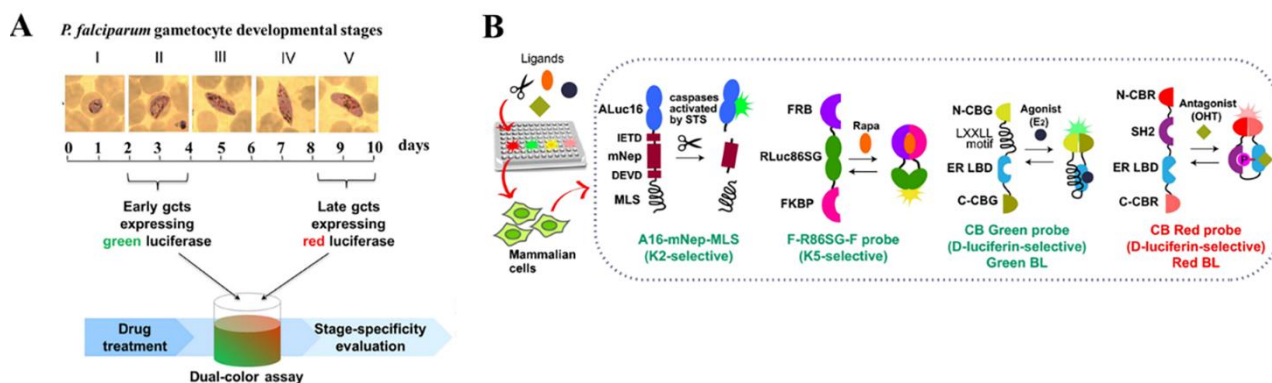 A
P. falciparum gametocyte developmental stages
I II III IV V
0 1 2 3 4 5 6 7 8 9 10 days
Early gcts
expressing
green luciferase
Late gcts
expressing
red luciferase
Drug
treatment
Stage-specificity
evaluation
Dual-color assay
B
Ligands
Mammalian
cells
ALuc16
IETD
mNep
DEVD
MLS
caspases
activated
by STS
A16-mNep-MLS
(K2-selective)
FRB
RLuc86SG
FKBP
Rapa
F-R86SG-F probe
(K5-selective)
N-CBG
LXXLL
motif
ER LBD
C-CBG
Agonist
(E2)
CB Green probe
(D-luciferin-selective)
Green BL
N-CBR
SH2
ER LBD
C-CBR
Antagonist
(OHT)
P
CB Red probe
(D-luciferin-selective)
Red BL